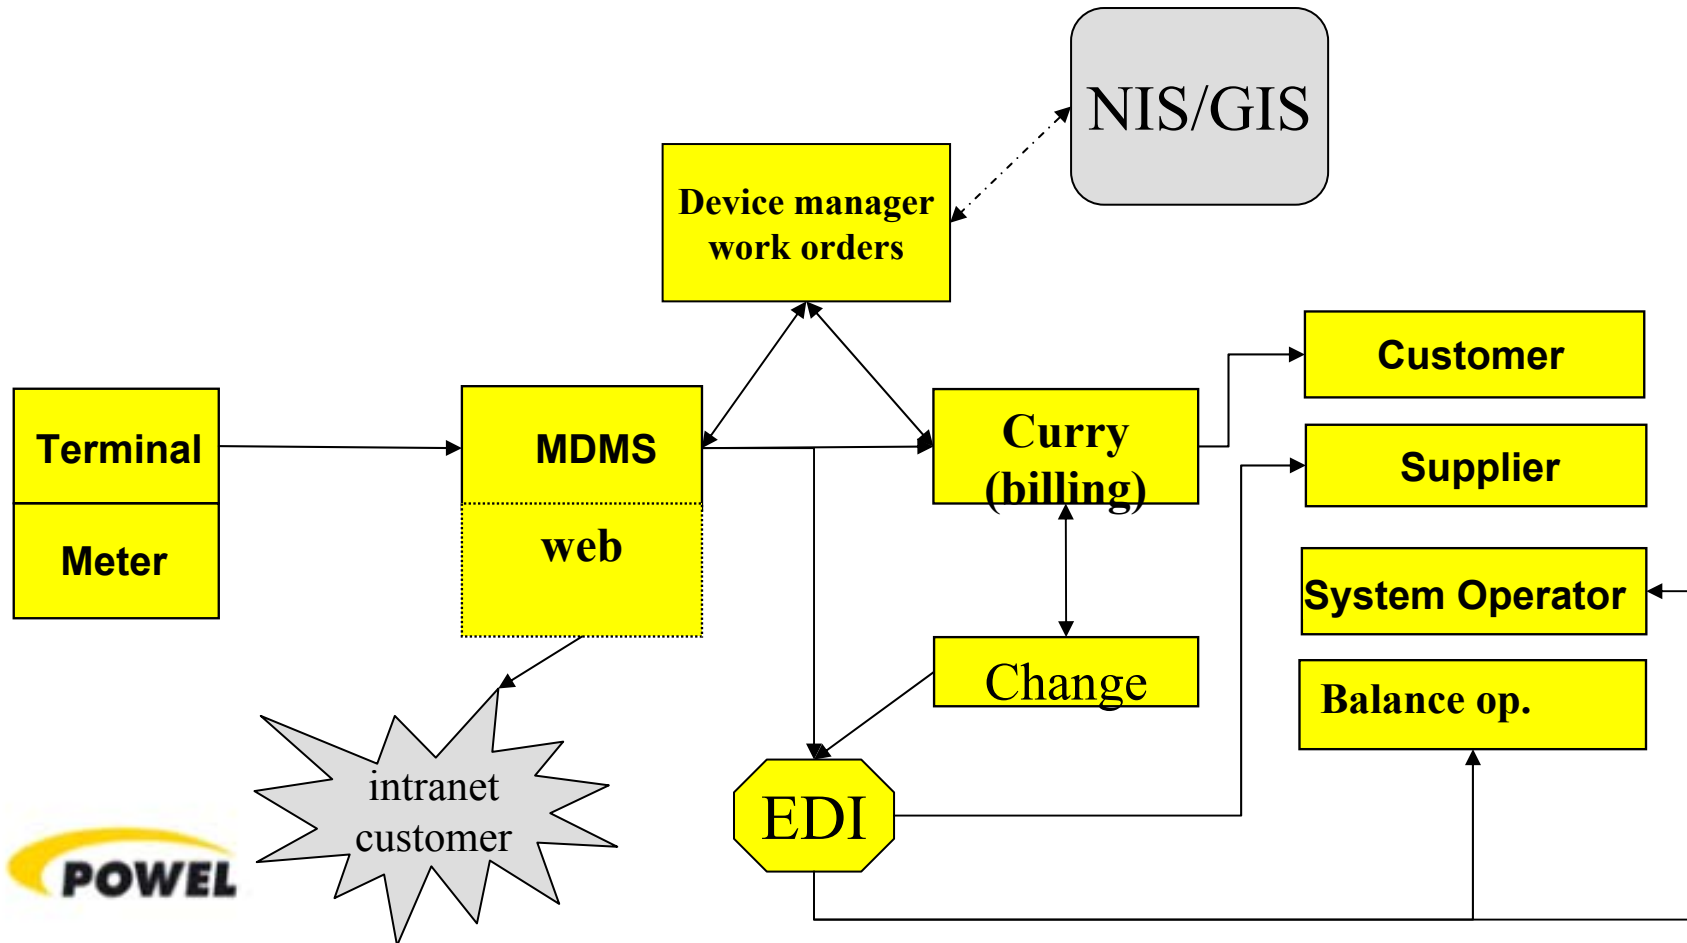 NIS/GIS
Device manager
work orders
Customer
Terminal
MDMS
Curry
(billing)
Supplier
Meter
web
System Operator
Change
Balance op.
intranet
customer
EDI
POWEL